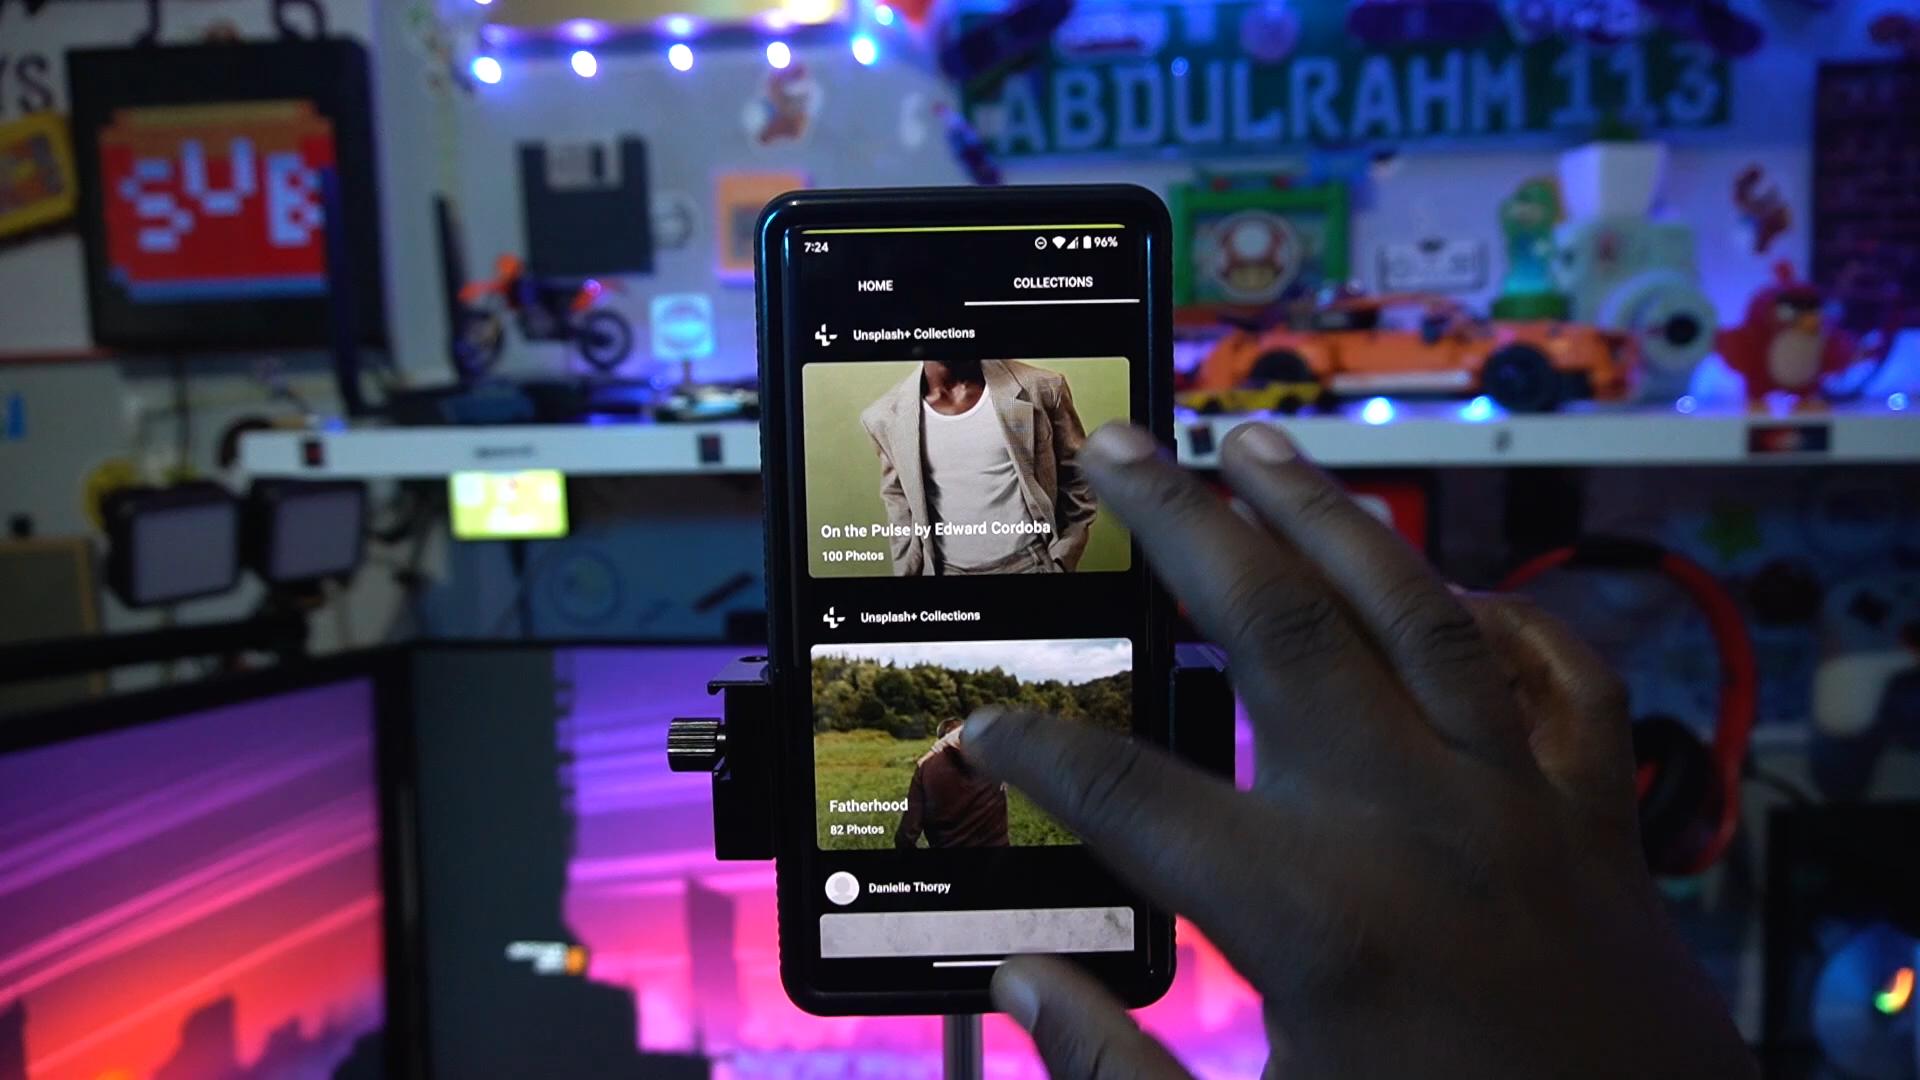 YS
SUB
ABDULRAHM 113
7:24
96%
HOME
COLLECTIONS
Unsplash+ Collections
On the Pulse by Edward Cordoba
100 Photos
Unsplash+ Collections
Fatherhood
82 Photos
Danielle Thorpy